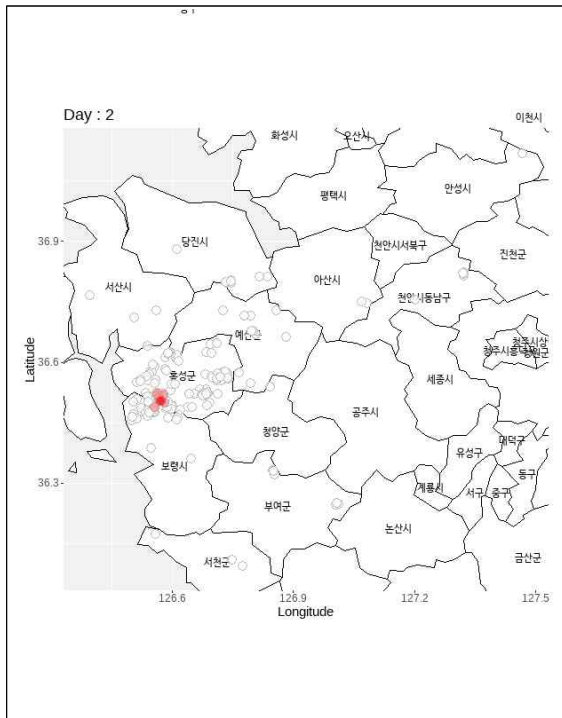 Day : 2
이천시
화성시
오산시
평택시
안성시
36.9
당진시
천안시서북구
진천군
서산시
아산시
천안시동남구
예산군
36.6
홍성군
세종시
공주시
청양군
유성구
대덕구
보령시
동구
36.3
부여군
계룡시
서구
중구
논산시
서천군
금산군
126.6
126.9
127.2
127.5
Longitude
Latitude